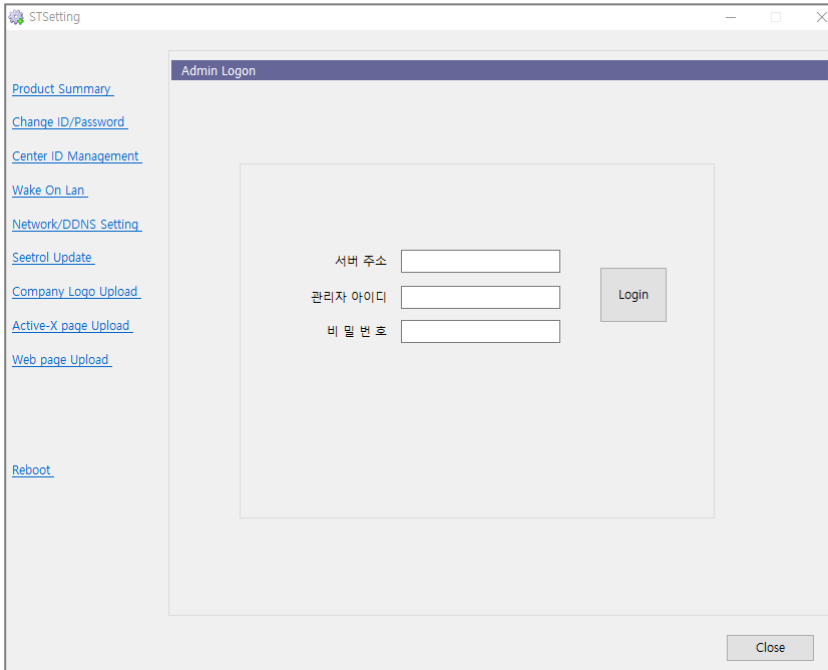 STSetting
Admin Logon
Product Summary
Change ID/Password
Center ID Management
Wake On Lan
Network/DDNS Setting
Seetrol Update
Company Logo Upload
Active-X page Upload
Web page Upload
Reboot
서버 주소
관리자 아이디
비 밀 번 호
Login
Close